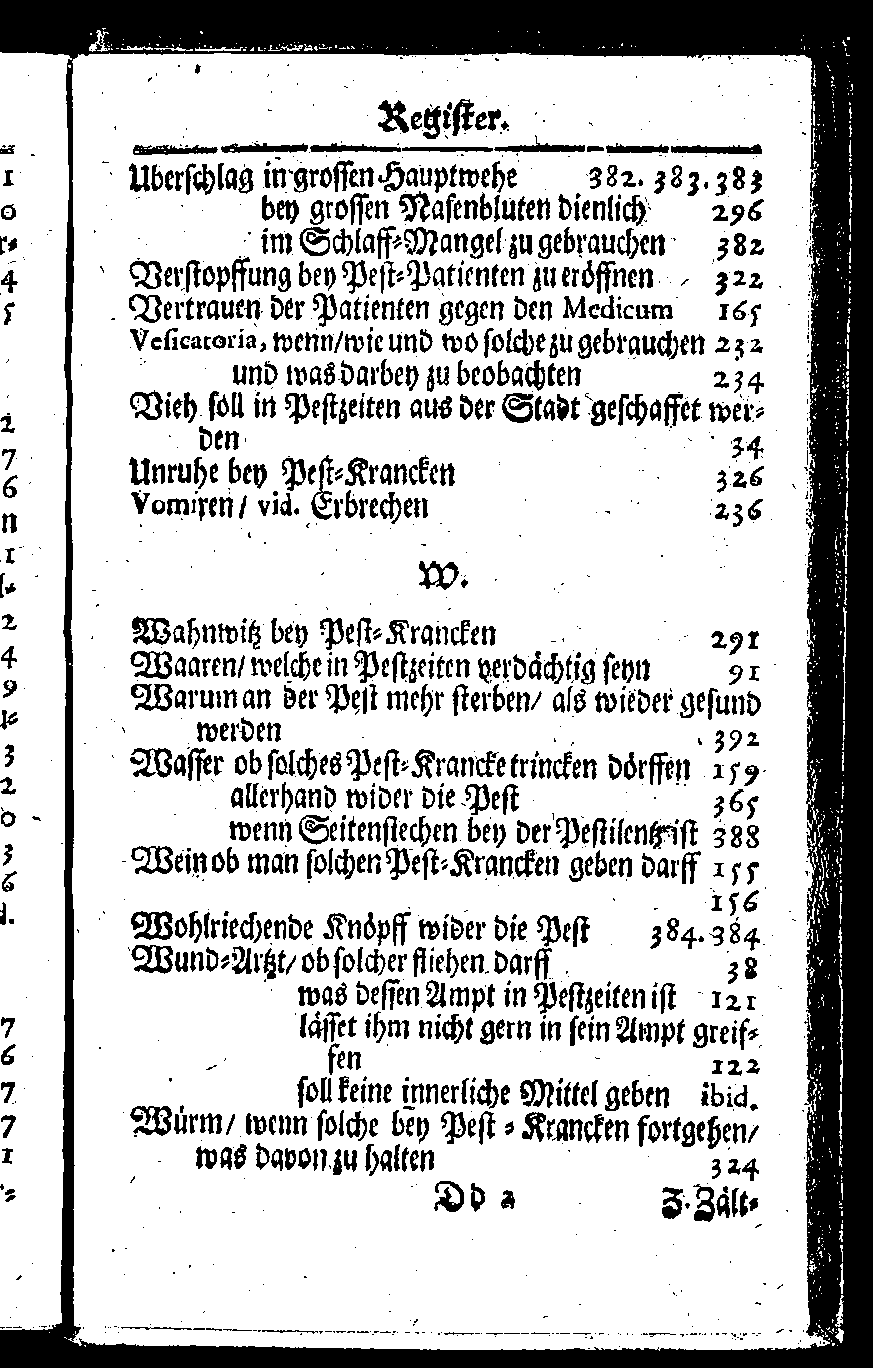 Register.
Uberschlag in grossen Hauptwehe 382. 383. 383
bey grossen Nasenbluten dienlich 296
im Schlaff-Mangel zu gebrauchen 382
Verstopffung bey Pest-Patienten zu eröffnen 322
Vertrauen der Patienten gegen den Medicum 165
Vesicatoria, wenn/wie und wo solche zu gebrauchen 232
und was darbey zu beobachten 234
Vieh soll in Pestzeiten aus der Stadt geschaffet wer-
den 34
Unruhe bey Pest-Krancken 326
Vomiren/ vid. Erbrechen 236
W.
Wahnwitz bey Pest-Krancken 291
Waaren/ welche in Pestzeiten verdächtig seyn 91
Warum an der Pest mehr sterben/ als wieder gesund
werden 392
Wasser ob solches Pest-Krancke trincken dörffen 159
allerhand wider die Pest 365
wenn Seitenstechen bey der Pestilentz ist 388
Wein ob man solchen Pest-Krancken geben darff 155
156
Wohlriechende Knöpff wider die Pest 384. 384
Wund-Artzt/ ob solcher fliehen darff 38
was dessen Ampt in Pestzeiten ist 121
lässet ihm nicht gern in sein Ampt greif-
fen 122
soll keine innerliche Mittel geben ibid.
Würm/ wenn solche bey Pest-Krancken fortgehen/
was davon zu halten 324
Dd 2 Z. Zält-